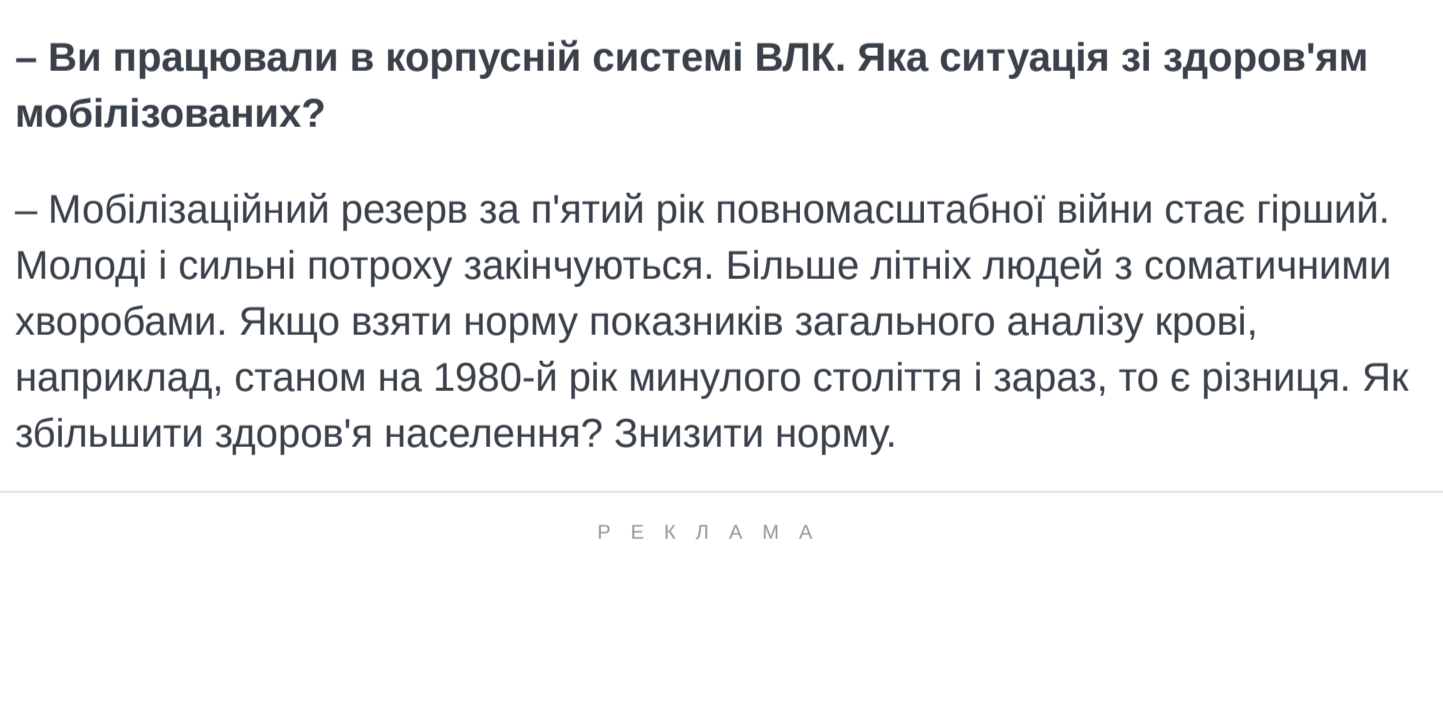 – Ви працювали в корпусній системі ВЛК. Яка ситуація зі здоров'ям
мобілізованих?
– Мобілізаційний резерв за п'ятий рік повномасштабної війни стає гірший.
Молоді і сильні потроху закінчуються. Більше літніх людей з соматичними
хворобами. Якщо взяти норму показників загального аналізу крові,
наприклад, станом на 1980-й рік минулого століття і зараз, то є різниця. Як
збільшити здоров'я населення? Знизити норму.
РЕКЛАМА